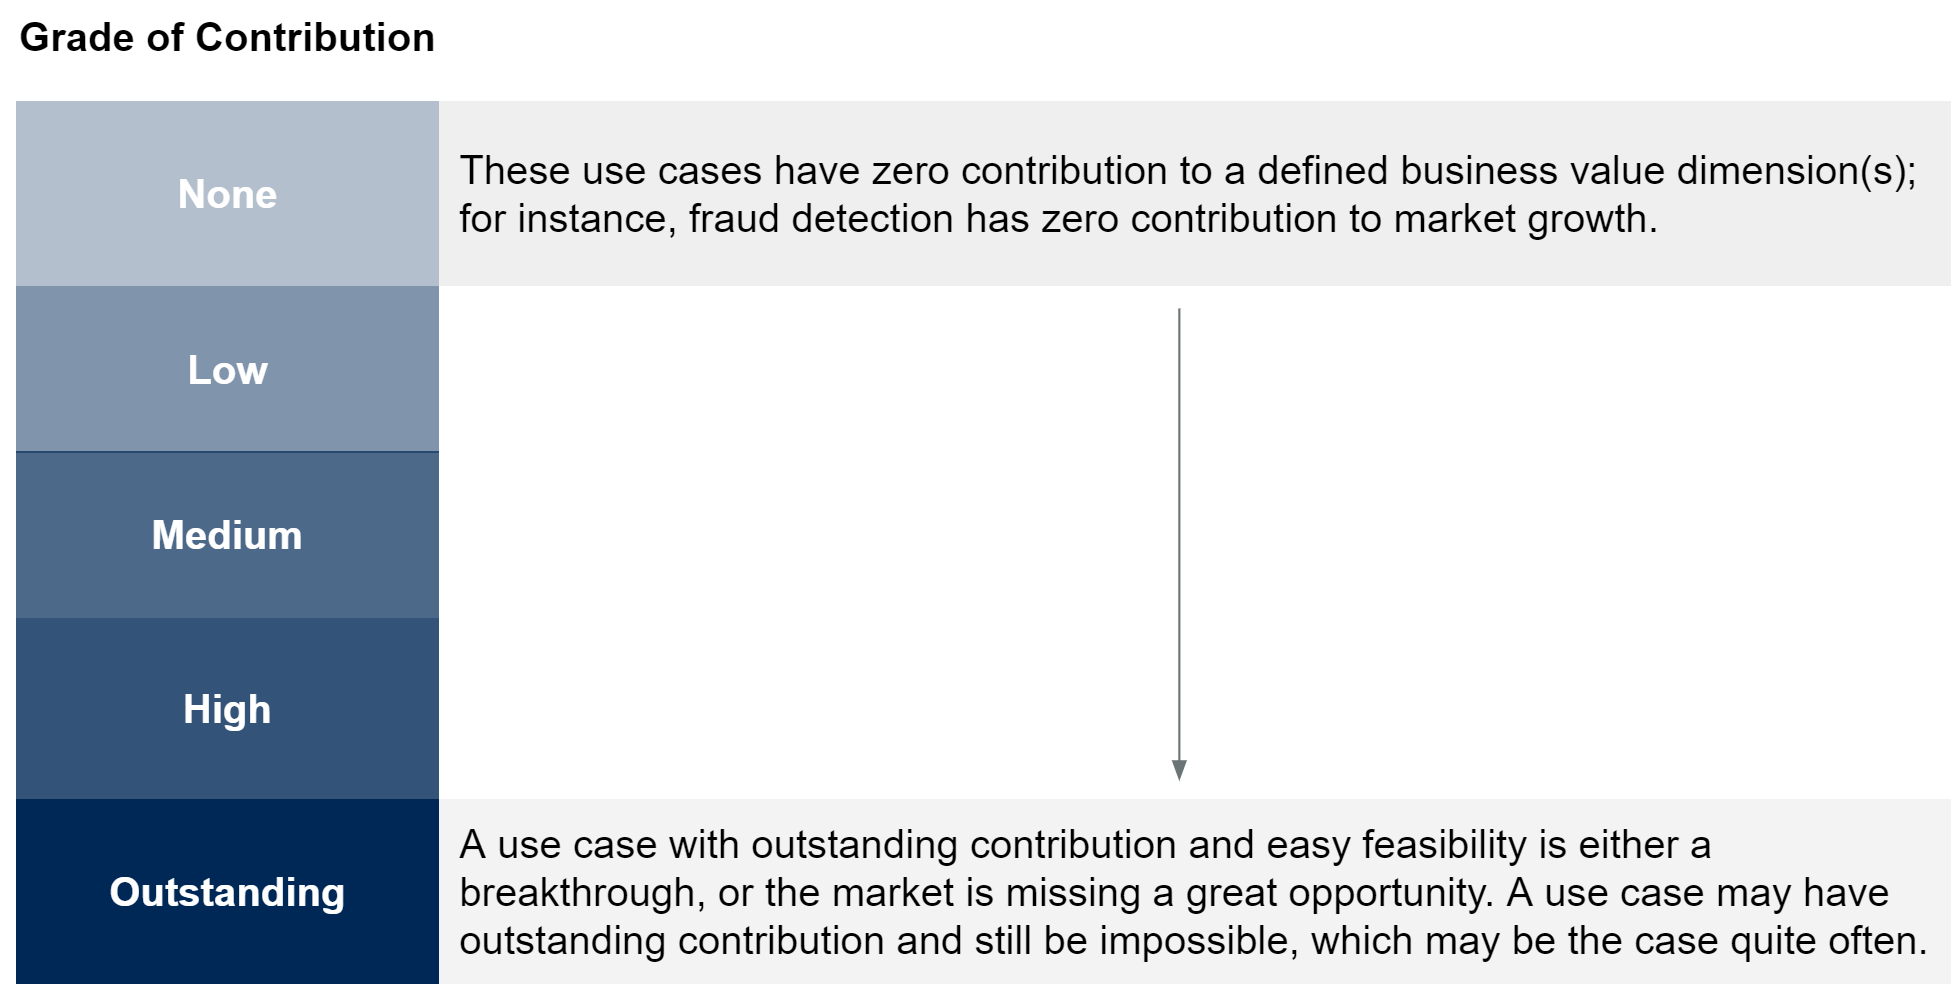 Grade of Contribution
None
These use cases have zero contribution to a defined business value dimension(s);
for instance, fraud detection has zero contribution to market growth.
Low
Medium
High
Outstanding
A use case with outstanding contribution and easy feasibility is either a
breakthrough, or the market is missing a great opportunity. A use case may have
outstanding contribution and still be impossible, which may be the case quite often.